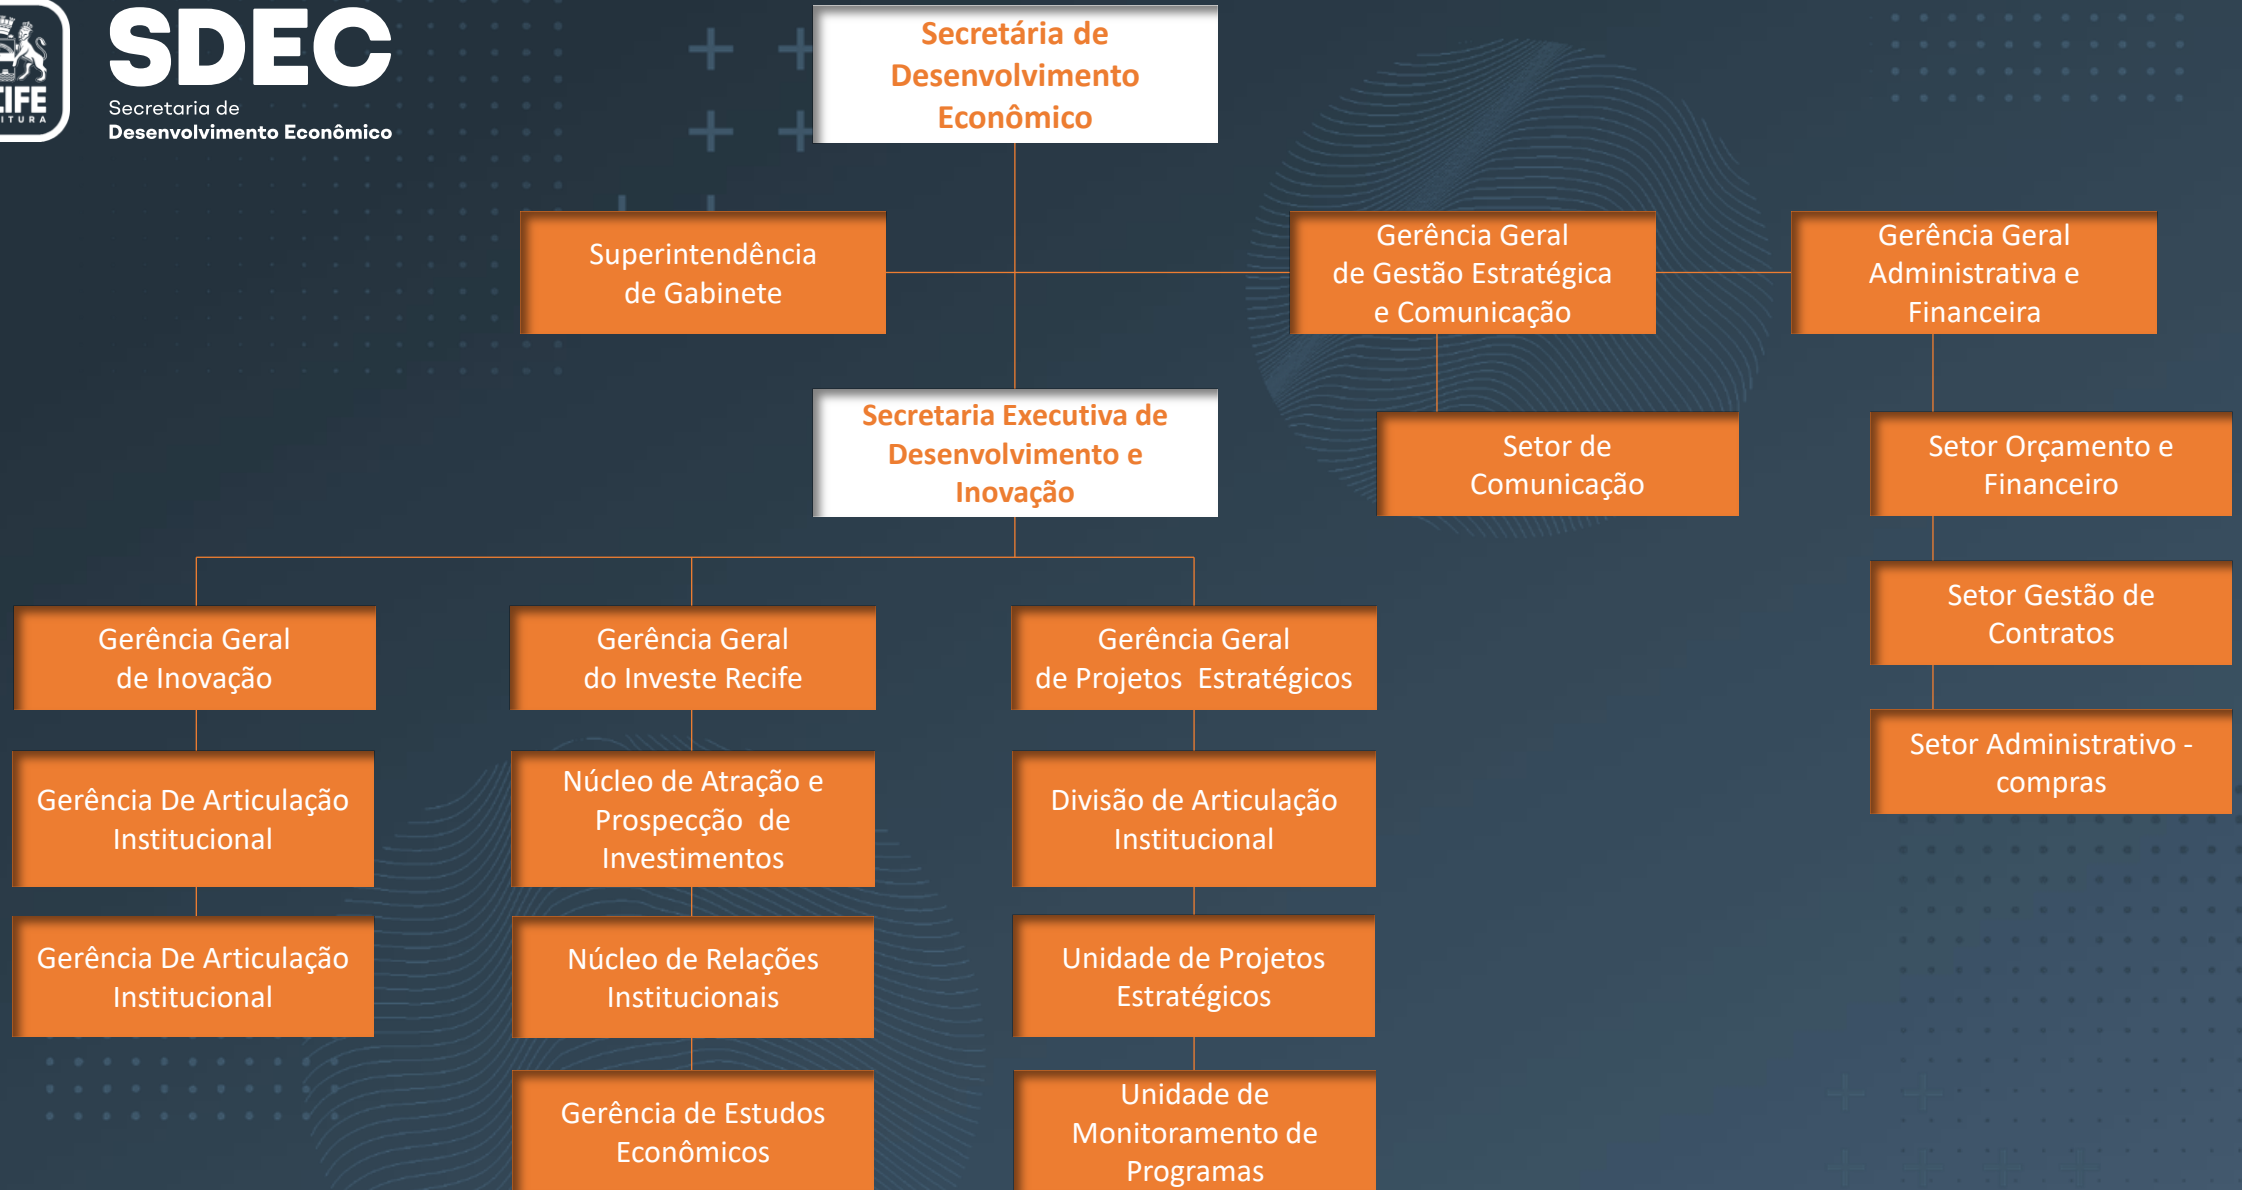 SDEC
Secretaria de
Desenvolvimento Econômico
Secretária de
Desenvolvimento
Econômico
Superintendência
de Gabinete
Gerência Geral
de Gestão Estratégica
e Comunicação
Gerência Geral
Administrativa e
Financeira
Secretaria Executiva de
Desenvolvimento e
Inovação
Setor de
Comunicação
Setor Orçamento e
Financeiro
Setor Gestão de
Contratos
Setor Administrativo -
compras
Gerência Geral
de Inovação
Gerência De Articulação
Institucional
Gerência De Articulação
Institucional
Gerência Geral
do Investe Recife
Núcleo de Atração e
Prospecção de
Investimentos
Núcleo de Relações
Institucionais
Gerência de Estudos
Econômicos
Gerência Geral
de Projetos Estratégicos
Divisão de Articulação
Institucional
Unidade de Projetos
Estratégicos
Unidade de
Monitoramento de
Programas